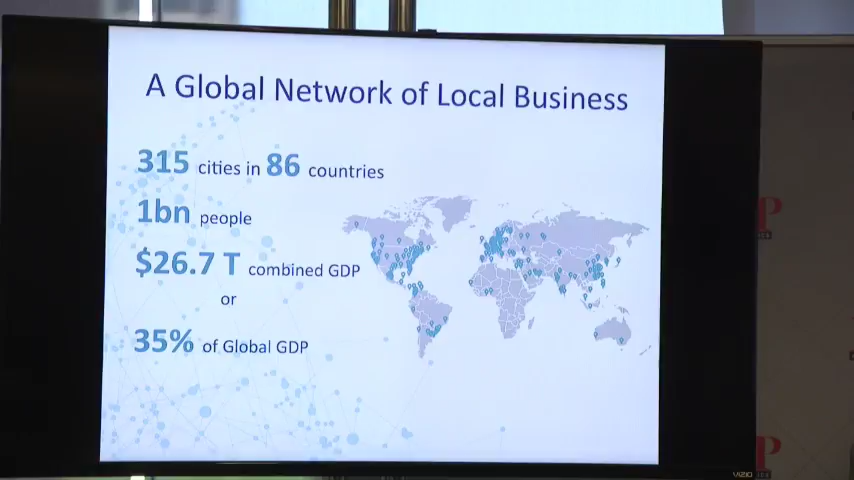 A Global Network of Local Business
315 cities in 86 countries
1bn people
$26.7 T combined GDP
or
35% of Global GDP
VIZIO
P
P